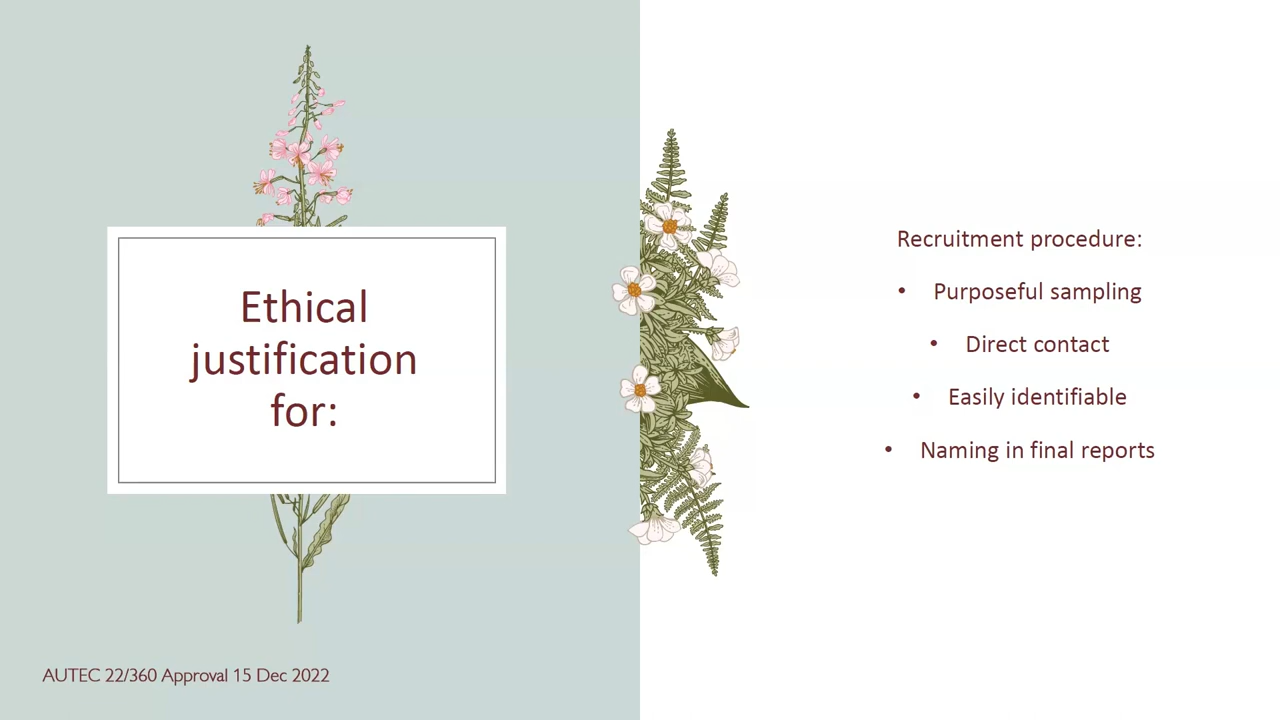 Ethical
justification
for:
AUTEC 22/360 Approval 15 Dec 2022
Recruitment procedure:
• Purposeful sampling
• Direct contact
• Easily identifiable
• Naming in final reports